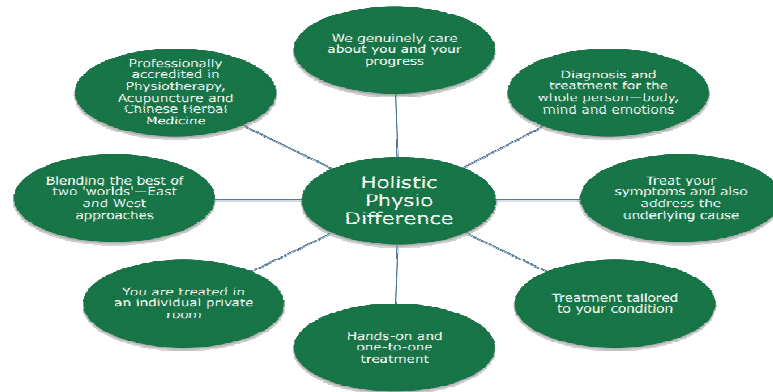 We genuinely care
about you and your
progress
Diagnosis and
treatment for the
whole person—body,
mind and emotions
Treat your
symptoms and also
address the
underlying cause
Treatment tailored
to your condition
Hands-on and
one-to-one
treatment
You are treated in
an individual private
room
Blending the best of
two 'worlds'—East
and West
approaches
Professionally
accredited in
Physiotherapy,
Acupuncture and
Chinese Herbal
Medicine
Holistic
Physio
Difference